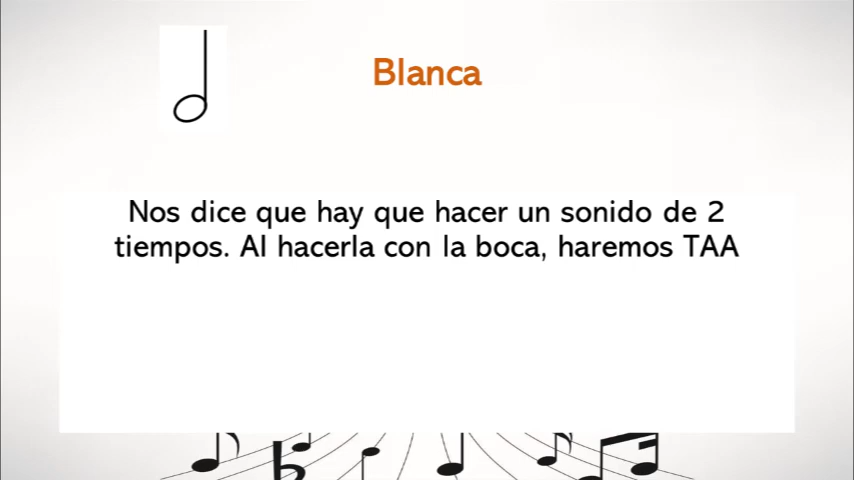 Blanca
Nos dice que hay que hacer un sonido de 2
tiempos. Al hacerla con la boca, haremos TAA